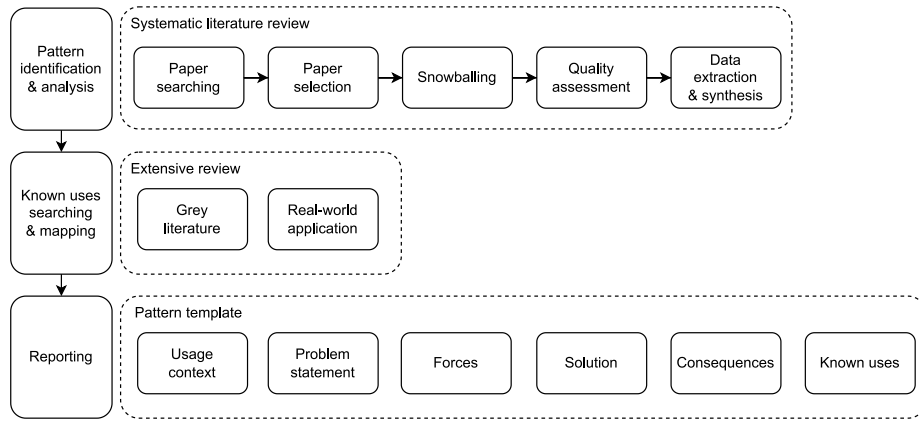 Pattern
identification
& analysis
Systematic literature review
Paper
searching
Paper
selection
Snowballing
Quality
assessment
Data
extraction
& synthesis
Known uses
searching
& mapping
Extensive review
Grey
literature
Real-world
application
Reporting
Pattern template
Usage
context
Problem
statement
Forces
Solution
Consequences
Known uses